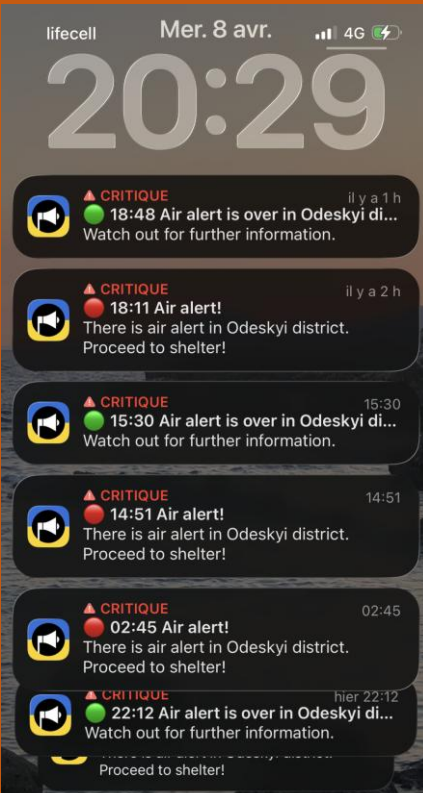 lifecell
Mer. 8 avr.
4G
20:29
CRITIQUE
il y a 1 h
18:48 Air alert is over in Odeskyi di...
Watch out for further information.
CRITIQUE
il y a 2 h
18:11 Air alert!
There is air alert in Odeskyi district.
Proceed to shelter!
CRITIQUE
15:30
15:30 Air alert is over in Odeskyi di...
Watch out for further information.
CRITIQUE
14:51
14:51 Air alert!
There is air alert in Odeskyi district.
Proceed to shelter!
CRITIQUE
02:45
02:45 Air alert!
There is air alert in Odeskyi district.
Proceed to shelter!
CRITIQUE
hier 22:12
22:12 Air alert is over in Odeskyi di...
Watch out for further information.
Proceed to shelter!